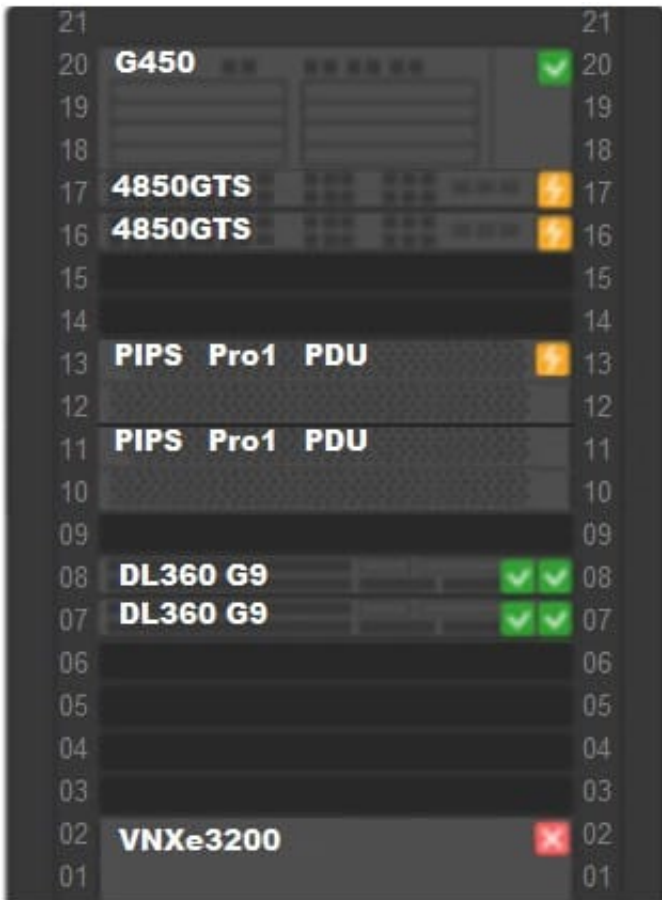 21 21
20 G450 20
19 19
18 18
17 4850GTS 17
16 4850GTS 16
15 15
14 14
13 PIPS Pro1 PDU 13
12 12
11 PIPS Pro1 PDU 11
10 10
09 09
08 DL360 G9 08
07 DL360 G9 07
06 06
05 05
04 04
03 03
02 VNXe3200 02
01 01